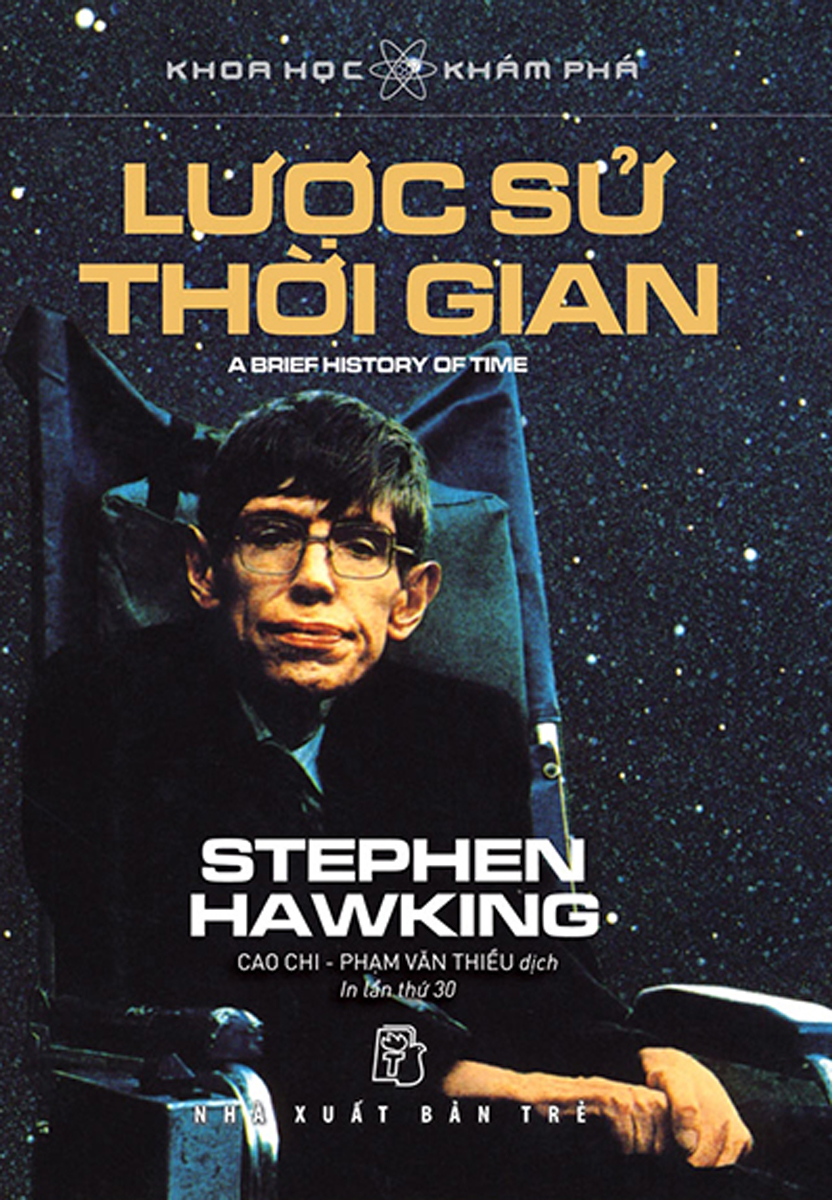 KHOA HỌC KHÁM PHÁ
LƯỢC SỬ
THỜI GIAN
A BRIEF HISTORY OF TIME
STEPHEN
HAWKING
CAO CHI - PHẠM VĂN THIỀU dịch
In lần thứ 30
T
NHÀ XUẤT BẢN TRẺ